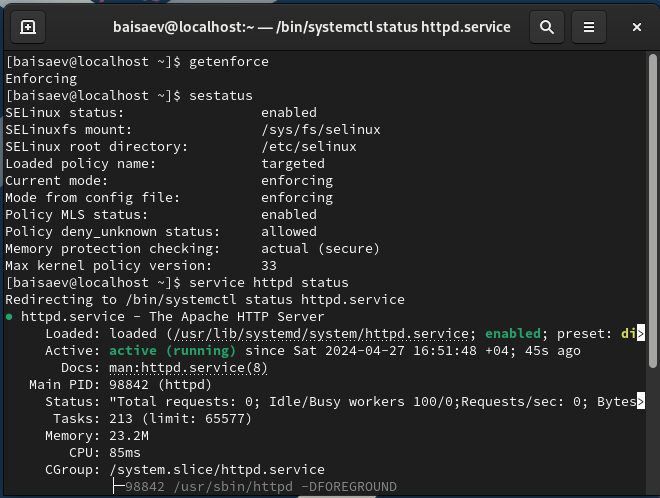 baisaev@localhost:~ — /bin/systemctl status httpd.service
[baisaev@localhost ~]$ getenforce
Enforcing
[baisaev@localhost ~]$ sestatus
SELinux status:                 enabled
SELinuxfs mount:                /sys/fs/selinux
SELinux root directory:         /etc/selinux
Loaded policy name:             targeted
Current mode:                   enforcing
Mode from config file:          enforcing
Policy MLS status:              enabled
Policy deny_unknown status:     allowed
Memory protection checking:     actual (secure)
Max kernel policy version:      33
[baisaev@localhost ~]$ service httpd status
Redirecting to /bin/systemctl status httpd.service
● httpd.service - The Apache HTTP Server
     Loaded: loaded (/usr/lib/systemd/system/httpd.service; enabled; preset: di>
     Active: active (running) since Sat 2024-04-27 16:51:48 +04; 45s ago
       Docs: man:httpd.service(8)
   Main PID: 98842 (httpd)
     Status: "Total requests: 0; Idle/Busy workers 100/0;Requests/sec: 0; Bytes>
      Tasks: 213 (limit: 65577)
     Memory: 23.2M
        CPU: 85ms
     CGroup: /system.slice/httpd.service
             ├─98842 /usr/sbin/httpd -DFOREGROUND